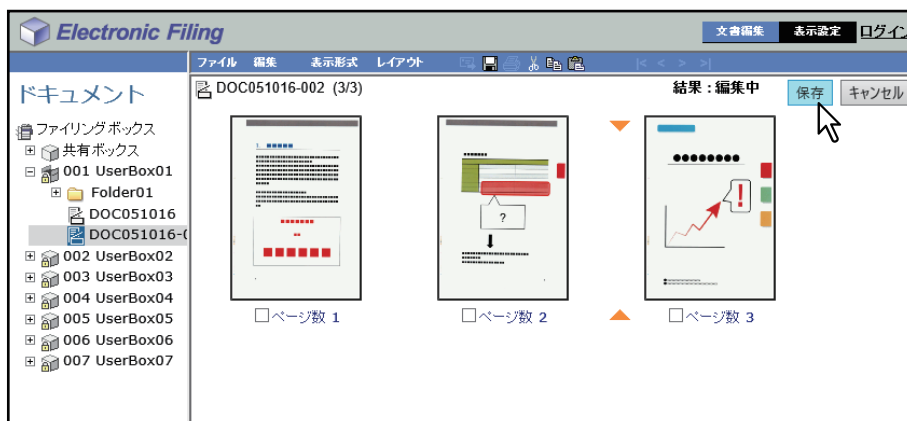 Electronic Filing
文書編集 表示設定 ログイン
ファイル 編集 表示形式 レイアウト |< < > >|
ドキュメント
DOC051016-002 (3/3) 結果：編集中 保存 キャンセル
ファイリングボックス
共有ボックス
001 UserBox01
Folder01
DOC051016
DOC051016-(
002 UserBox02
003 UserBox03
004 UserBox04
005 UserBox05
006 UserBox06
007 UserBox07
1.
?
!
ページ数 1 ページ数 2 ページ数 3